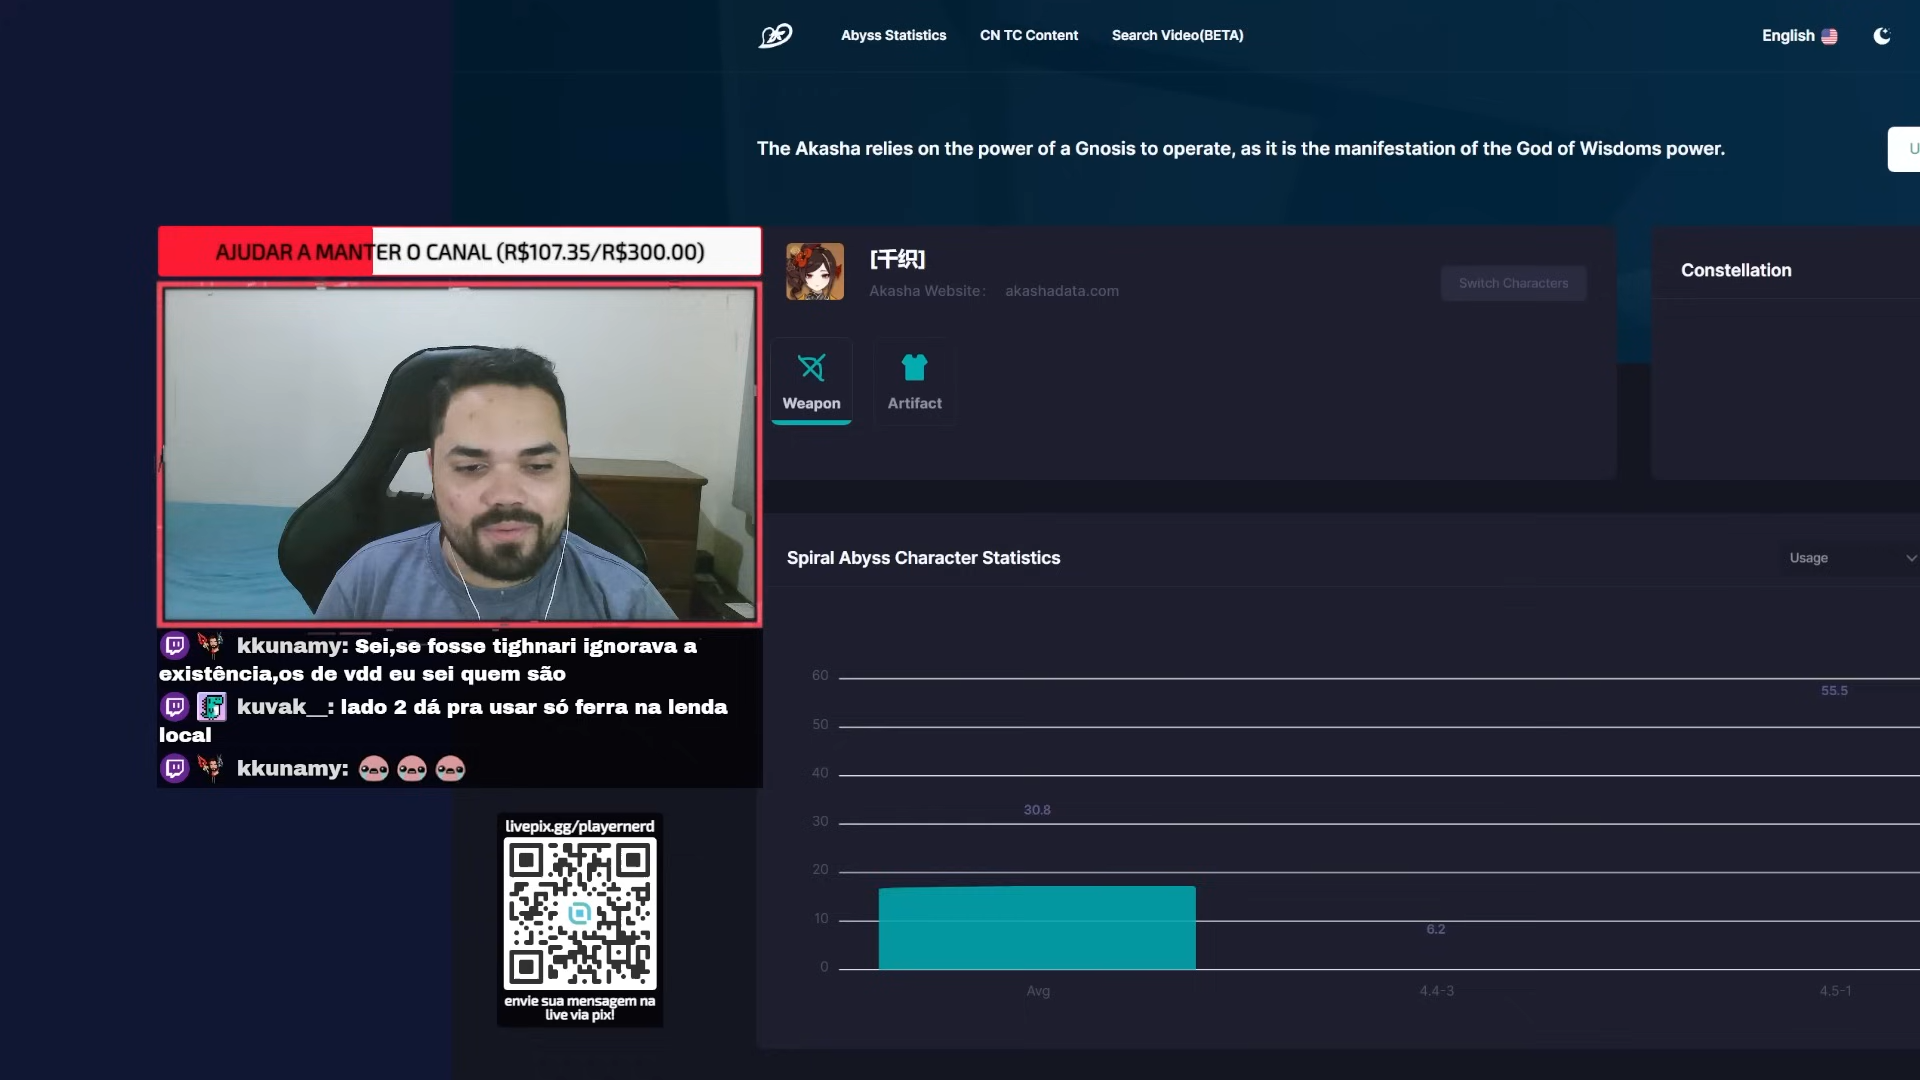 Abyss Statistics
CN TC Content
Search Video(BETA)
English
The Akasha relies on the power of a Gnosis to operate, as it is the manifestation of the God of Wisdoms power.
U
AJUDAR A MANTER O CANAL (R$107.35/R$300.00)
[千织]
Akasha Website： akashadata.com
Switch Characters
Constellation
Weapon
Artifact
Spiral Abyss Character Statistics
Usage
kkunamy: Sei,se fosse tighnari ignorava a
existência,os de vdd eu sei quem são
kuvak__: lado 2 dá pra usar só ferra na lenda
local
kkunamy:
60
50
40
30
20
10
0
30.8
6.2
55.5
Avg
4.4-3
4.5-1
livepix.gg/playernerd
envie sua mensagem na
live via pix!